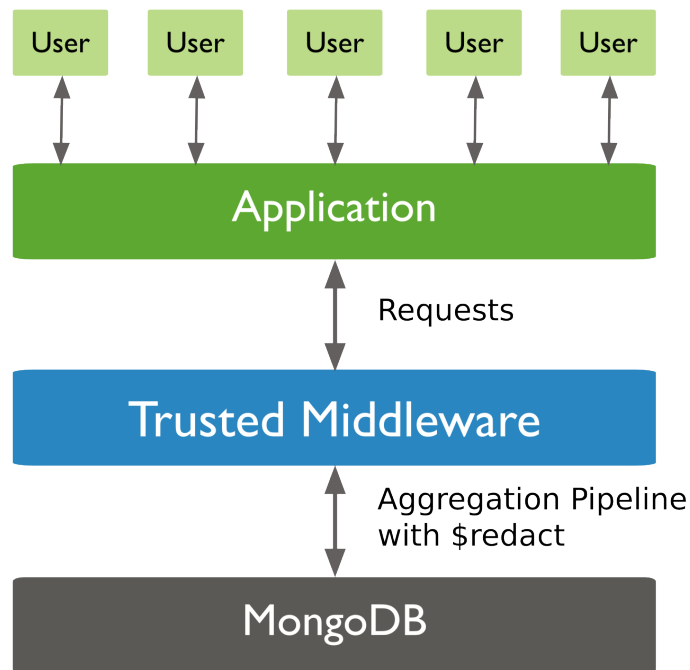 User User User User User
Application
Requests
Trusted Middleware
Aggregation Pipeline
with $redact
MongoDB